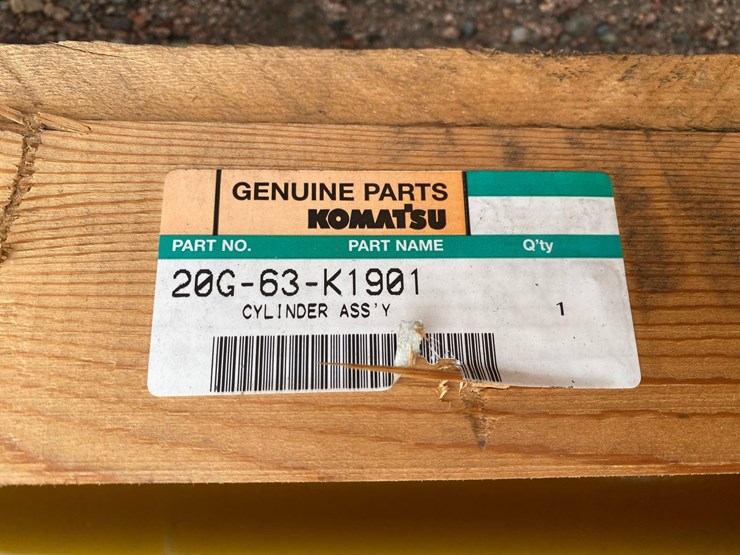 GENUINE PARTS
KOMATSU
PART NO. PART NAME Q'ty
20G-63-K1901
CYLINDER ASS'Y 1